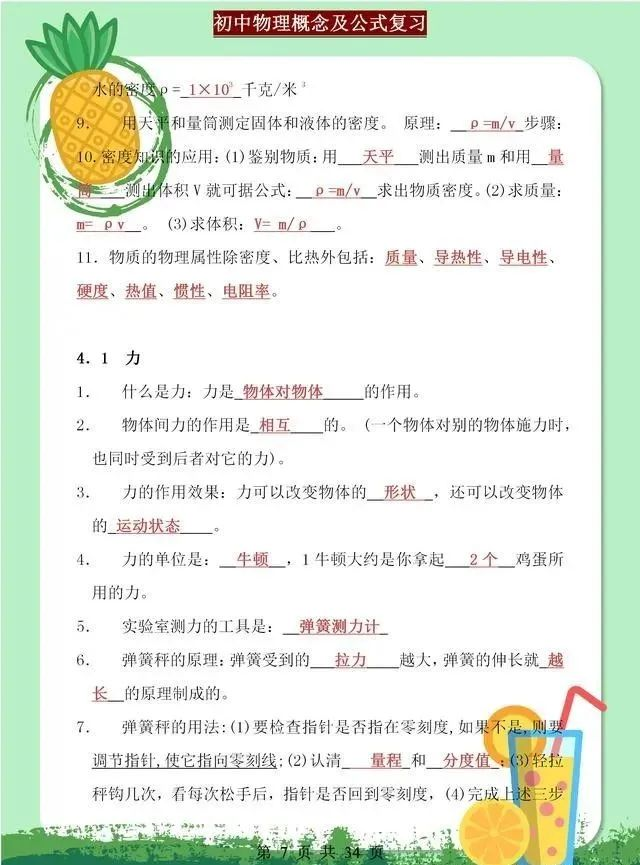 初中物理概念及公式复习
水的密度ρ= 1×10³ 千克/米³
9. 用天平和量筒测定固体和液体的密度。 原理: ρ=m/v 步骤:
10.密度知识的应用:(1)鉴别物质:用 天平 测出质量m和用 量
筒 测出体积V就可据公式: ρ=m/v 求出物质密度。(2)求质量:
m= ρv 。 (3)求体积: V= m/ρ 。
11. 物质的物理属性除密度、比热外包括: 质量、导热性、导电性、
硬度、热值、惯性、电阻率。
4.1 力
1. 什么是力: 力是 物体对物体 的作用。
2. 物体间力的作用是 相互 的。 (一个物体对别的物体施力时,
也同时受到后者对它的力)。
3. 力的作用效果: 力可以改变物体的 形状 ,还可以改变物体
的 运动状态 。
4. 力的单位是: 牛顿 ,1牛顿大约是你拿起 2个 鸡蛋所
用的力。
5. 实验室测力的工具是: 弹簧测力计
6. 弹簧秤的原理: 弹簧受到的 拉力 越大, 弹簧的伸长就 越
长 的原理制成的。
7. 弹簧秤的用法:(1)要检查指针是否指在零刻度,如果不是,则要
调节指针,使它指向零刻线;(2)认清 量程 和 分度值 ;(3)轻拉
秤钩几次, 看每次松手后, 指针是否回到零刻度, (4)完成上述三步
第 7 页 共 34 页